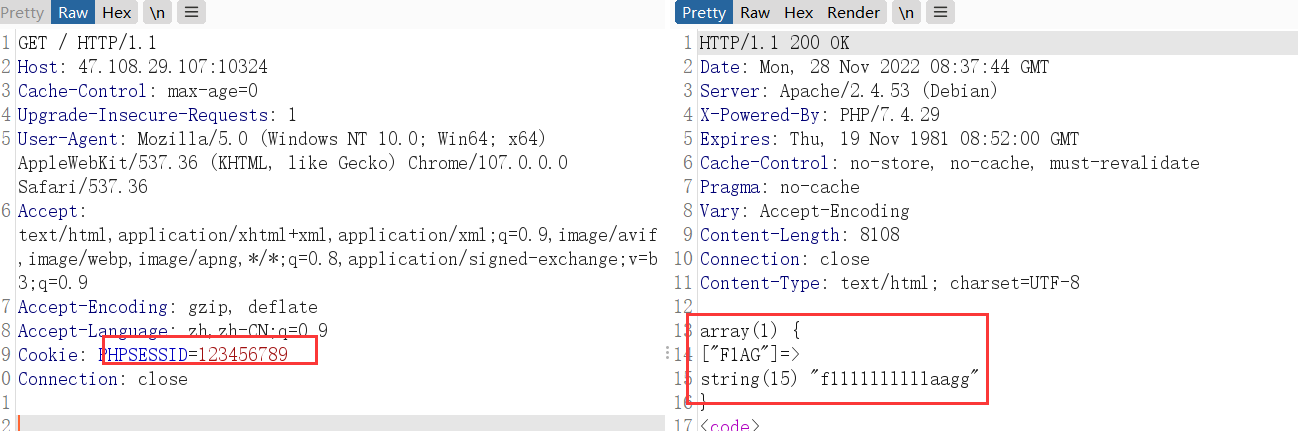 Pretty Raw Hex \n ≡
1 GET / HTTP/1.1
2 Host: 47.108.29.107:10324
3 Cache-Control: max-age=0
4 Upgrade-Insecure-Requests: 1
5 User-Agent: Mozilla/5.0 (Windows NT 10.0; Win64; x64)
AppleWebKit/537.36 (KHTML, like Gecko) Chrome/107.0.0.0
Safari/537.36
6 Accept:
text/html,application/xhtml+xml,application/xml;q=0.9,image/avif
,image/webp,image/apng,*/*;q=0.8,application/signed-exchange;v=b
3;q=0.9
7 Accept-Encoding: gzip, deflate
8 Accept-Language: zh,zh-CN;q=0.9
9 Cookie: PHPSESSID=123456789
0 Connection: close
1
2
Pretty Raw Hex Render \n ≡
1 HTTP/1.1 200 OK
2 Date: Mon, 28 Nov 2022 08:37:44 GMT
3 Server: Apache/2.4.53 (Debian)
4 X-Powered-By: PHP/7.4.29
5 Expires: Thu, 19 Nov 1981 08:52:00 GMT
6 Cache-Control: no-store, no-cache, must-revalidate
7 Pragma: no-cache
8 Vary: Accept-Encoding
9 Content-Length: 8108
10 Connection: close
11 Content-Type: text/html; charset=UTF-8
12
13 array(1) {
14 ["F1AG"]=>
15 string(15) "f1111111111aagg"
16 }
17 <code>